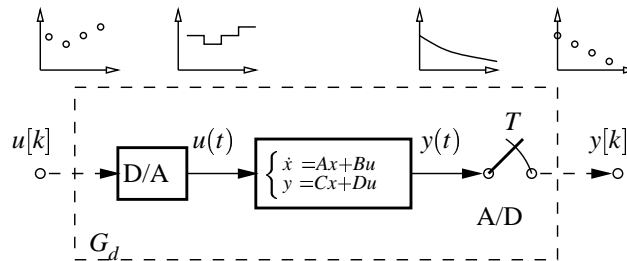 u[k]
D/A
u(t)
ẋ =Ax+Bu
y =Cx+Du
y(t)
T
A/D
y[k]
G_d